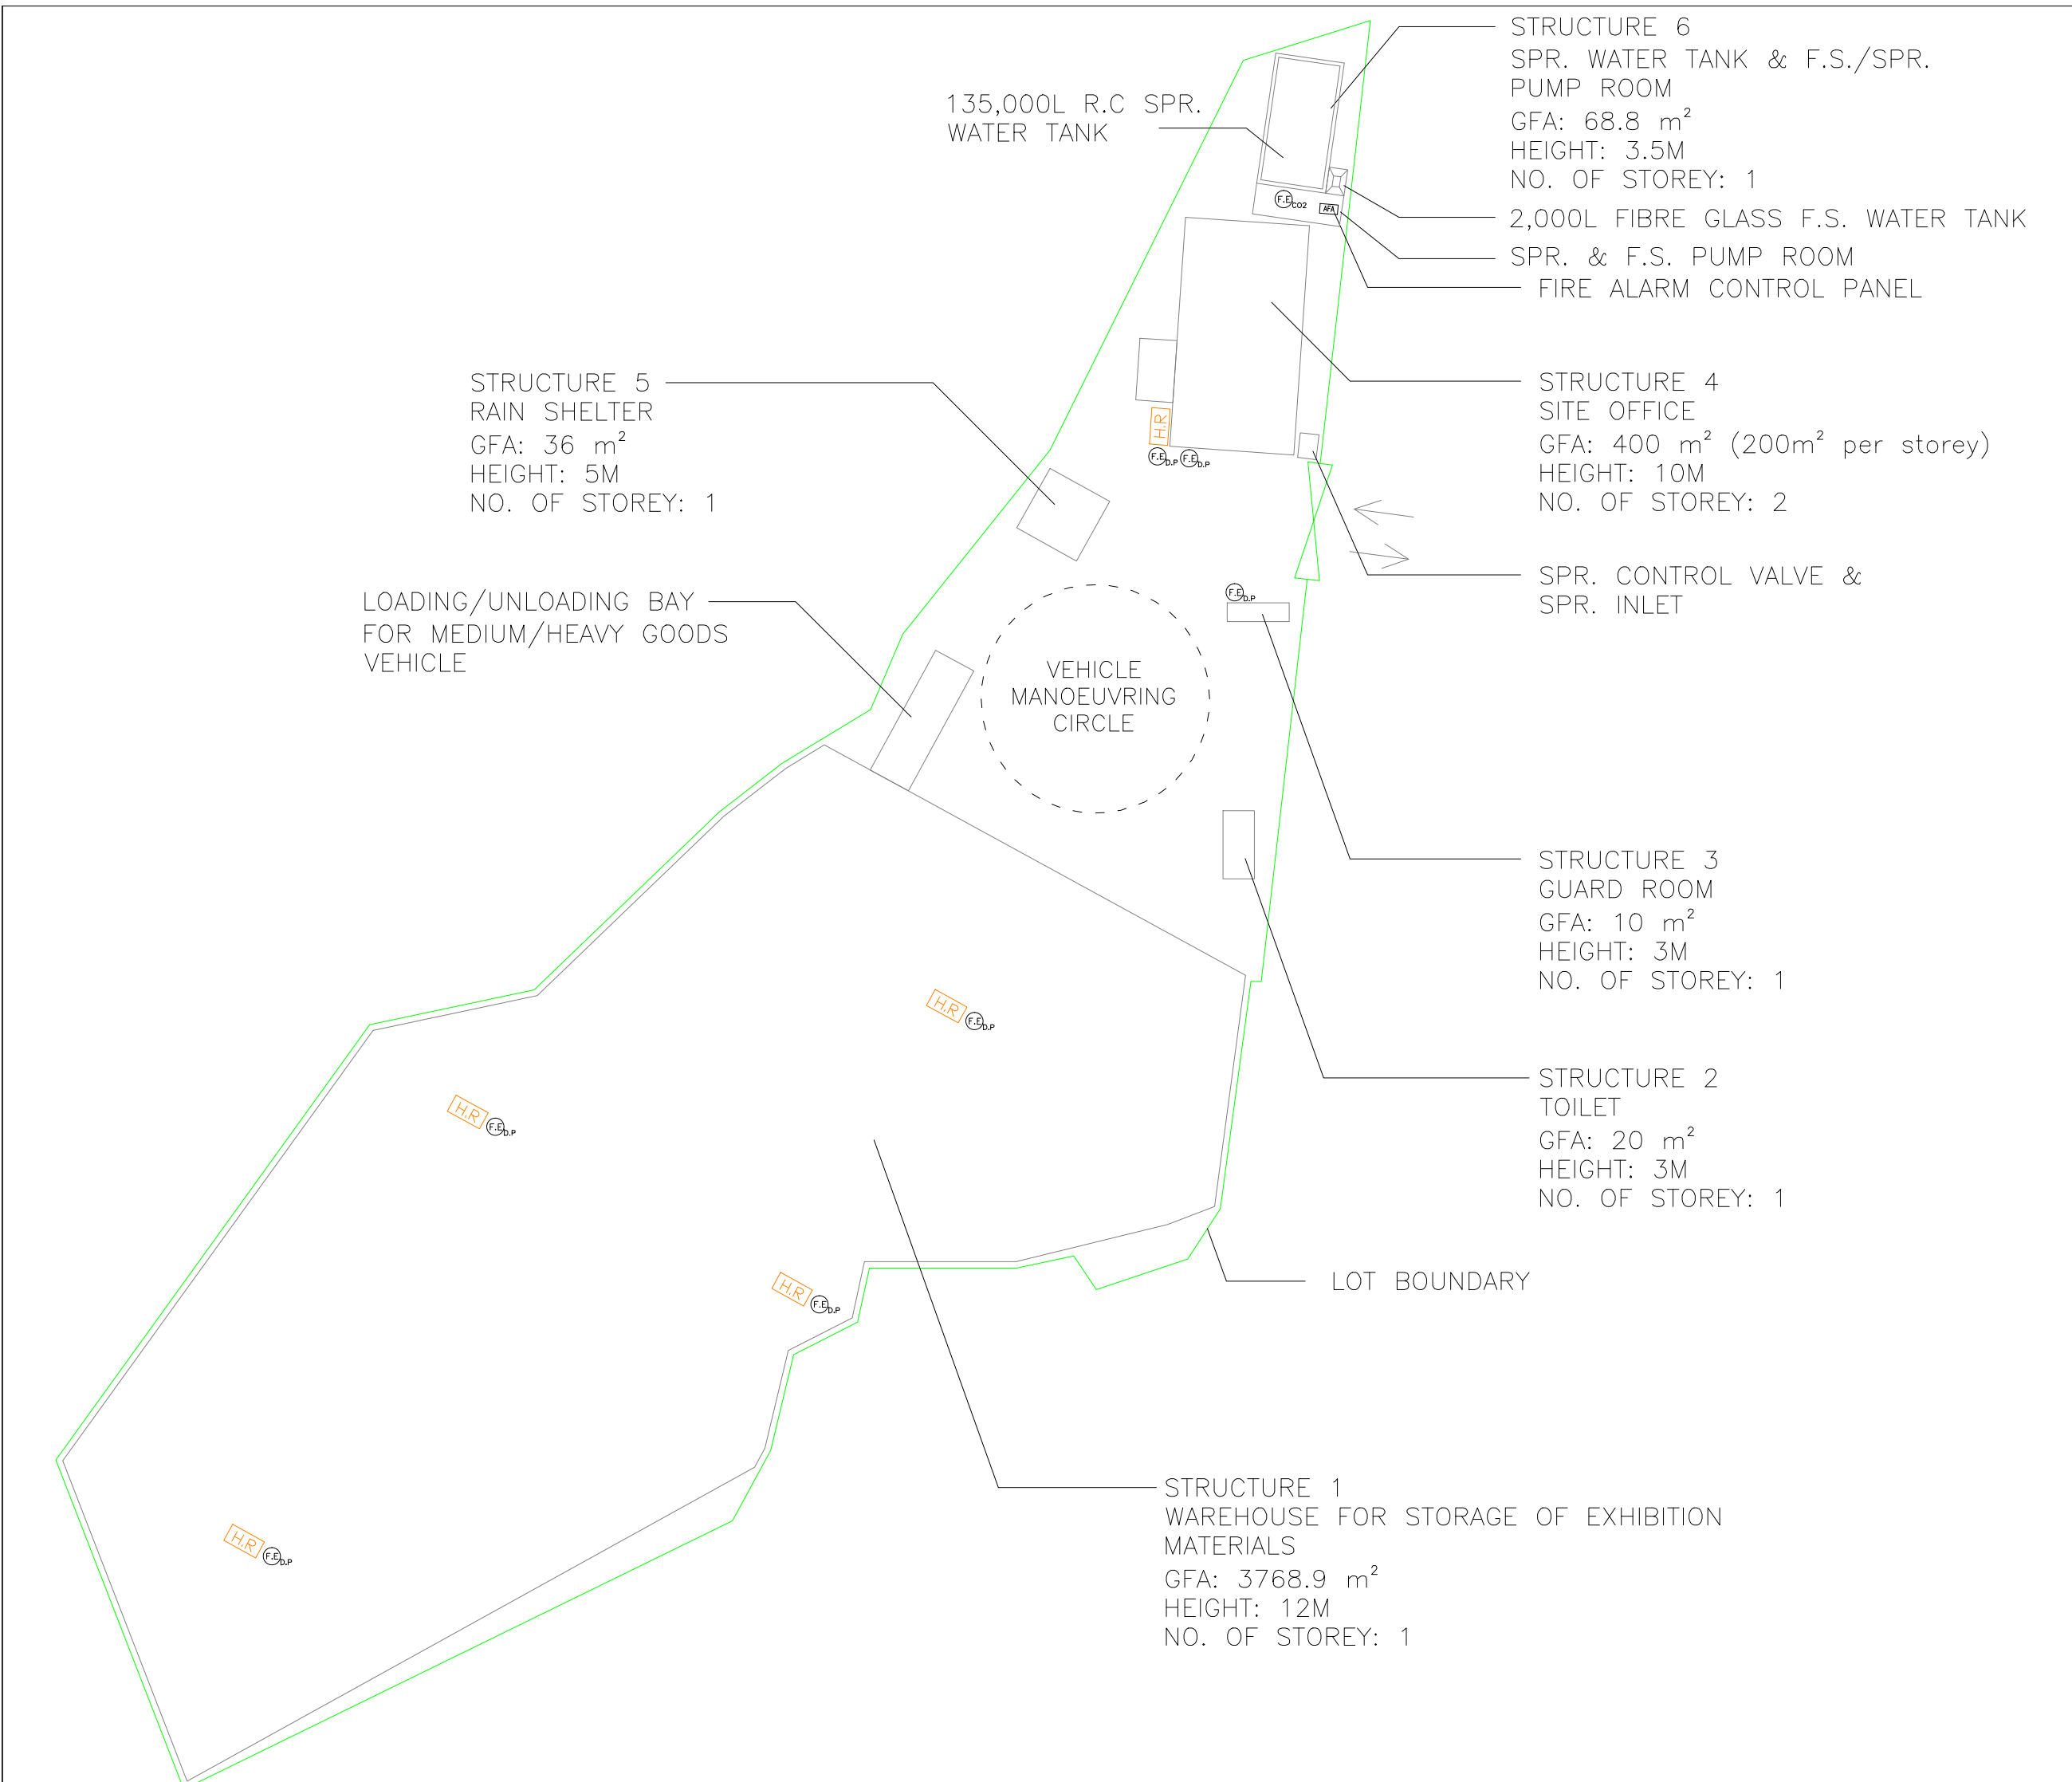 STRUCTURE 6
SPR. WATER TANK & F.S./SPR.
PUMP ROOM
GFA: 68.8 m²
HEIGHT: 3.5M
NO. OF STOREY: 1
135,000L R.C SPR.
WATER TANK
2,000L FIBRE GLASS F.S. WATER TANK
SPR. & F.S. PUMP ROOM
FIRE ALARM CONTROL PANEL
F.E CO2
AFA
STRUCTURE 5
RAIN SHELTER
GFA: 36 m²
HEIGHT: 5M
NO. OF STOREY: 1
STRUCTURE 4
SITE OFFICE
GFA: 400 m² (200m² per storey)
HEIGHT: 10M
NO. OF STOREY: 2
H.R
F.E D.P
F.E D.P
SPR. CONTROL VALVE &
SPR. INLET
LOADING/UNLOADING BAY
FOR MEDIUM/HEAVY GOODS
VEHICLE
F.E D.P
VEHICLE
MANOEUVRING
CIRCLE
STRUCTURE 3
GUARD ROOM
GFA: 10 m²
HEIGHT: 3M
NO. OF STOREY: 1
H.R
F.E D.P
H.R
F.E D.P
STRUCTURE 2
TOILET
GFA: 20 m²
HEIGHT: 3M
NO. OF STOREY: 1
LOT BOUNDARY
H.R
F.E D.P
STRUCTURE 1
WAREHOUSE FOR STORAGE OF EXHIBITION
MATERIALS
GFA: 3768.9 m²
HEIGHT: 12M
NO. OF STOREY: 1
H.R
F.E D.P